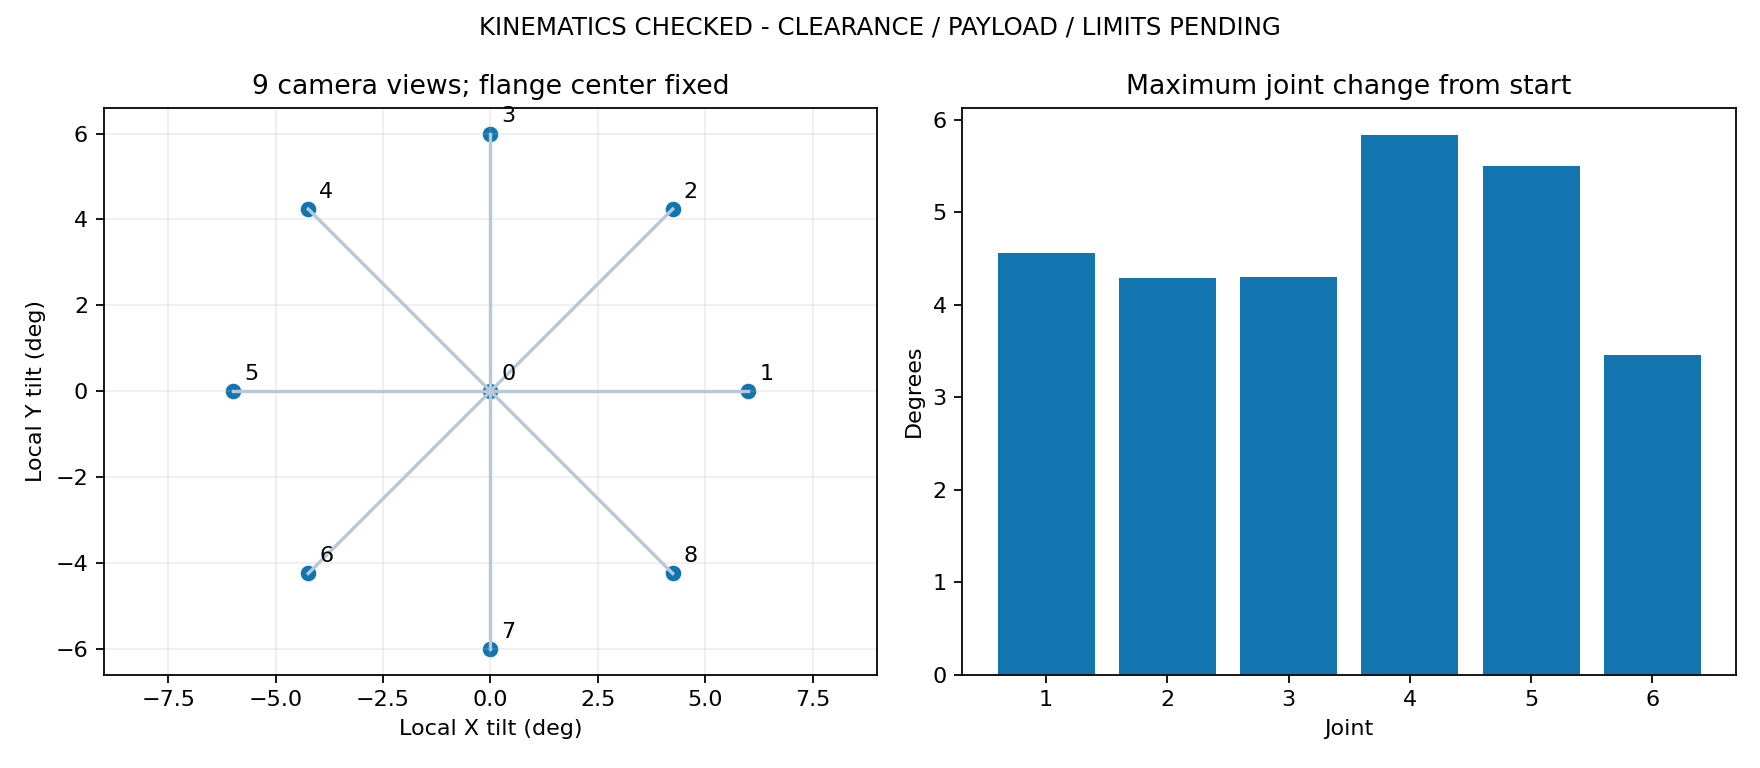 KINEMATICS CHECKED - CLEARANCE / PAYLOAD / LIMITS PENDING
9 camera views; flange center fixed
3
4
2
5
0
1
6
8
7
6
4
2
0
−2
−4
−6
Local Y tilt (deg)
−7.5 −5.0 −2.5 0.0 2.5 5.0 7.5
Local X tilt (deg)
Maximum joint change from start
6
5
4
3
2
1
0
Degrees
1 2 3 4 5 6
Joint